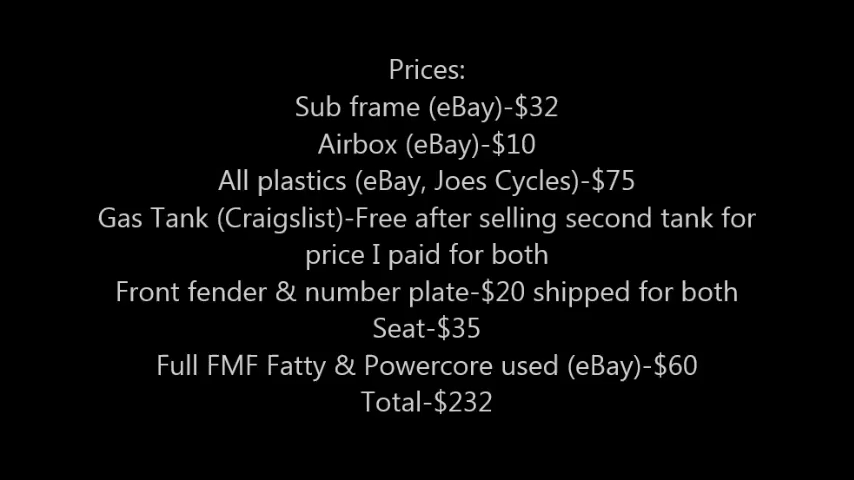 Prices:
Sub frame (eBay)-$32
Airbox (eBay)-$10
All plastics (eBay, Joes Cycles)-$75
Gas Tank (Craigslist)-Free after selling second tank for
price I paid for both
Front fender & number plate-$20 shipped for both
Seat-$35
Full FMF Fatty & Powercore used (eBay)-$60
Total-$232